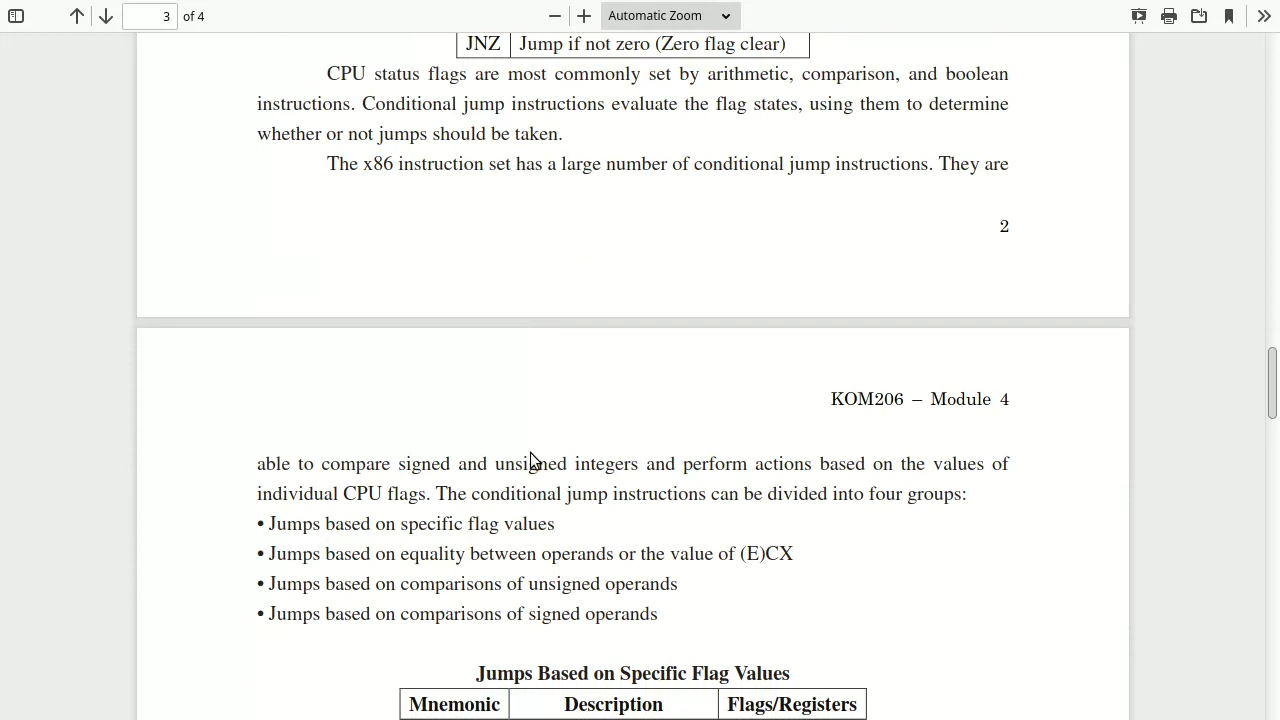 3 of 4
Automatic Zoom
JNZ Jump if not zero (Zero flag clear)
CPU status flags are most commonly set by arithmetic, comparison, and boolean
instructions. Conditional jump instructions evaluate the flag states, using them to determine
whether or not jumps should be taken.
The x86 instruction set has a large number of conditional jump instructions. They are
2
KOM206 – Module 4
able to compare signed and unsigned integers and perform actions based on the values of
individual CPU flags. The conditional jump instructions can be divided into four groups:
• Jumps based on specific flag values
• Jumps based on equality between operands or the value of (E)CX
• Jumps based on comparisons of unsigned operands
• Jumps based on comparisons of signed operands
Jumps Based on Specific Flag Values
Mnemonic Description Flags/Registers